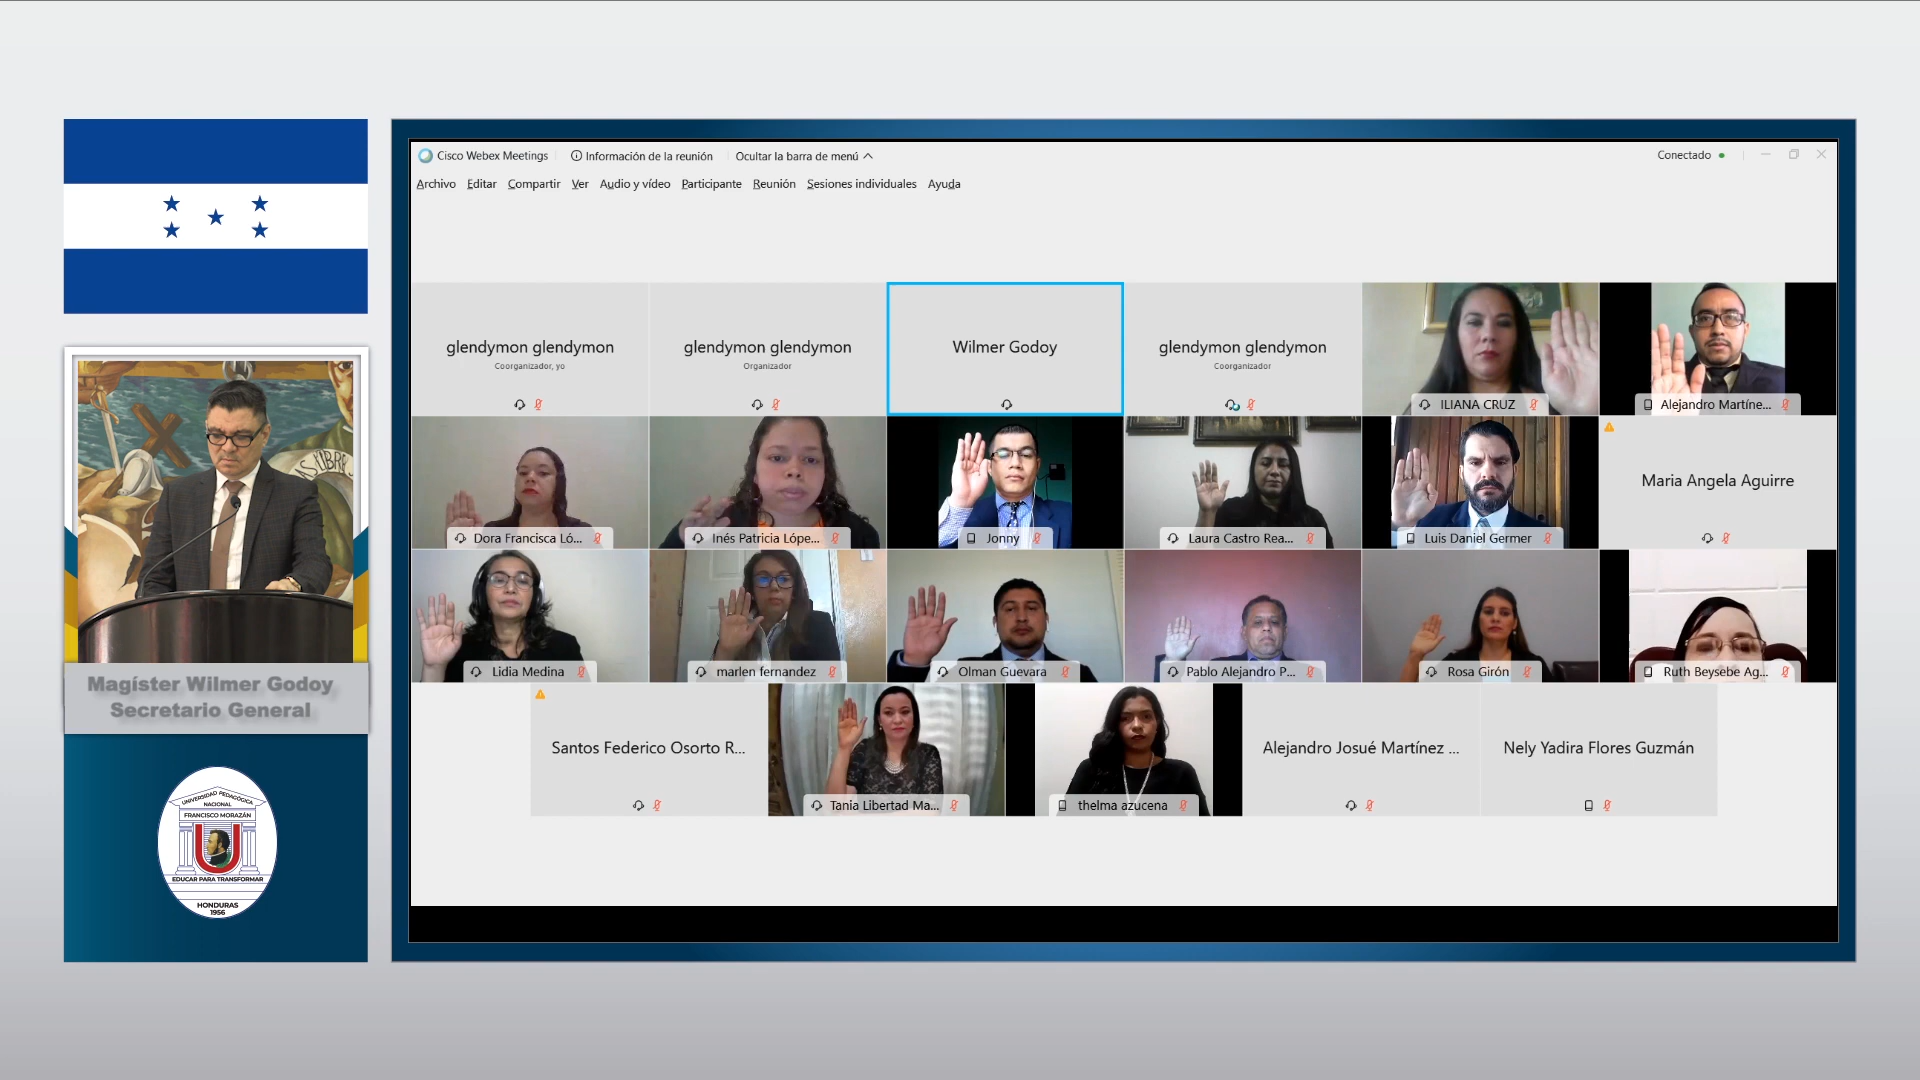 Cisco Webex Meetings
Información de la reunión
Ocultar la barra de menú
Conectado
Archivo Editar Compartir Ver Audio y vídeo Participante Reunión Sesiones individuales Ayuda
glendymon glendymon
Coorganizador, yo
glendymon glendymon
Organizador
Wilmer Godoy
glendymon glendymon
Coorganizador
ILIANA CRUZ
Alejandro Martíne...
Dora Francisca Ló...
Inés Patricia Lópe...
Jonny
Laura Castro Rea...
Luis Daniel Germer
Maria Angela Aguirre
Lidia Medina
marlen fernandez
Olman Guevara
Pablo Alejandro P...
Rosa Girón
Ruth Beysebe Ag...
Santos Federico Osorto R...
Tania Libertad Ma...
thelma azucena
Alejandro Josué Martínez ...
Nely Yadira Flores Guzmán
LIBRE
Magíster Wilmer Godoy
Secretario General
UNIVERSIDAD PEDAGÓGICA
NACIONAL
FRANCISCO MORAZÁN
EDUCAR PARA TRANSFORMAR
HONDURAS
1956